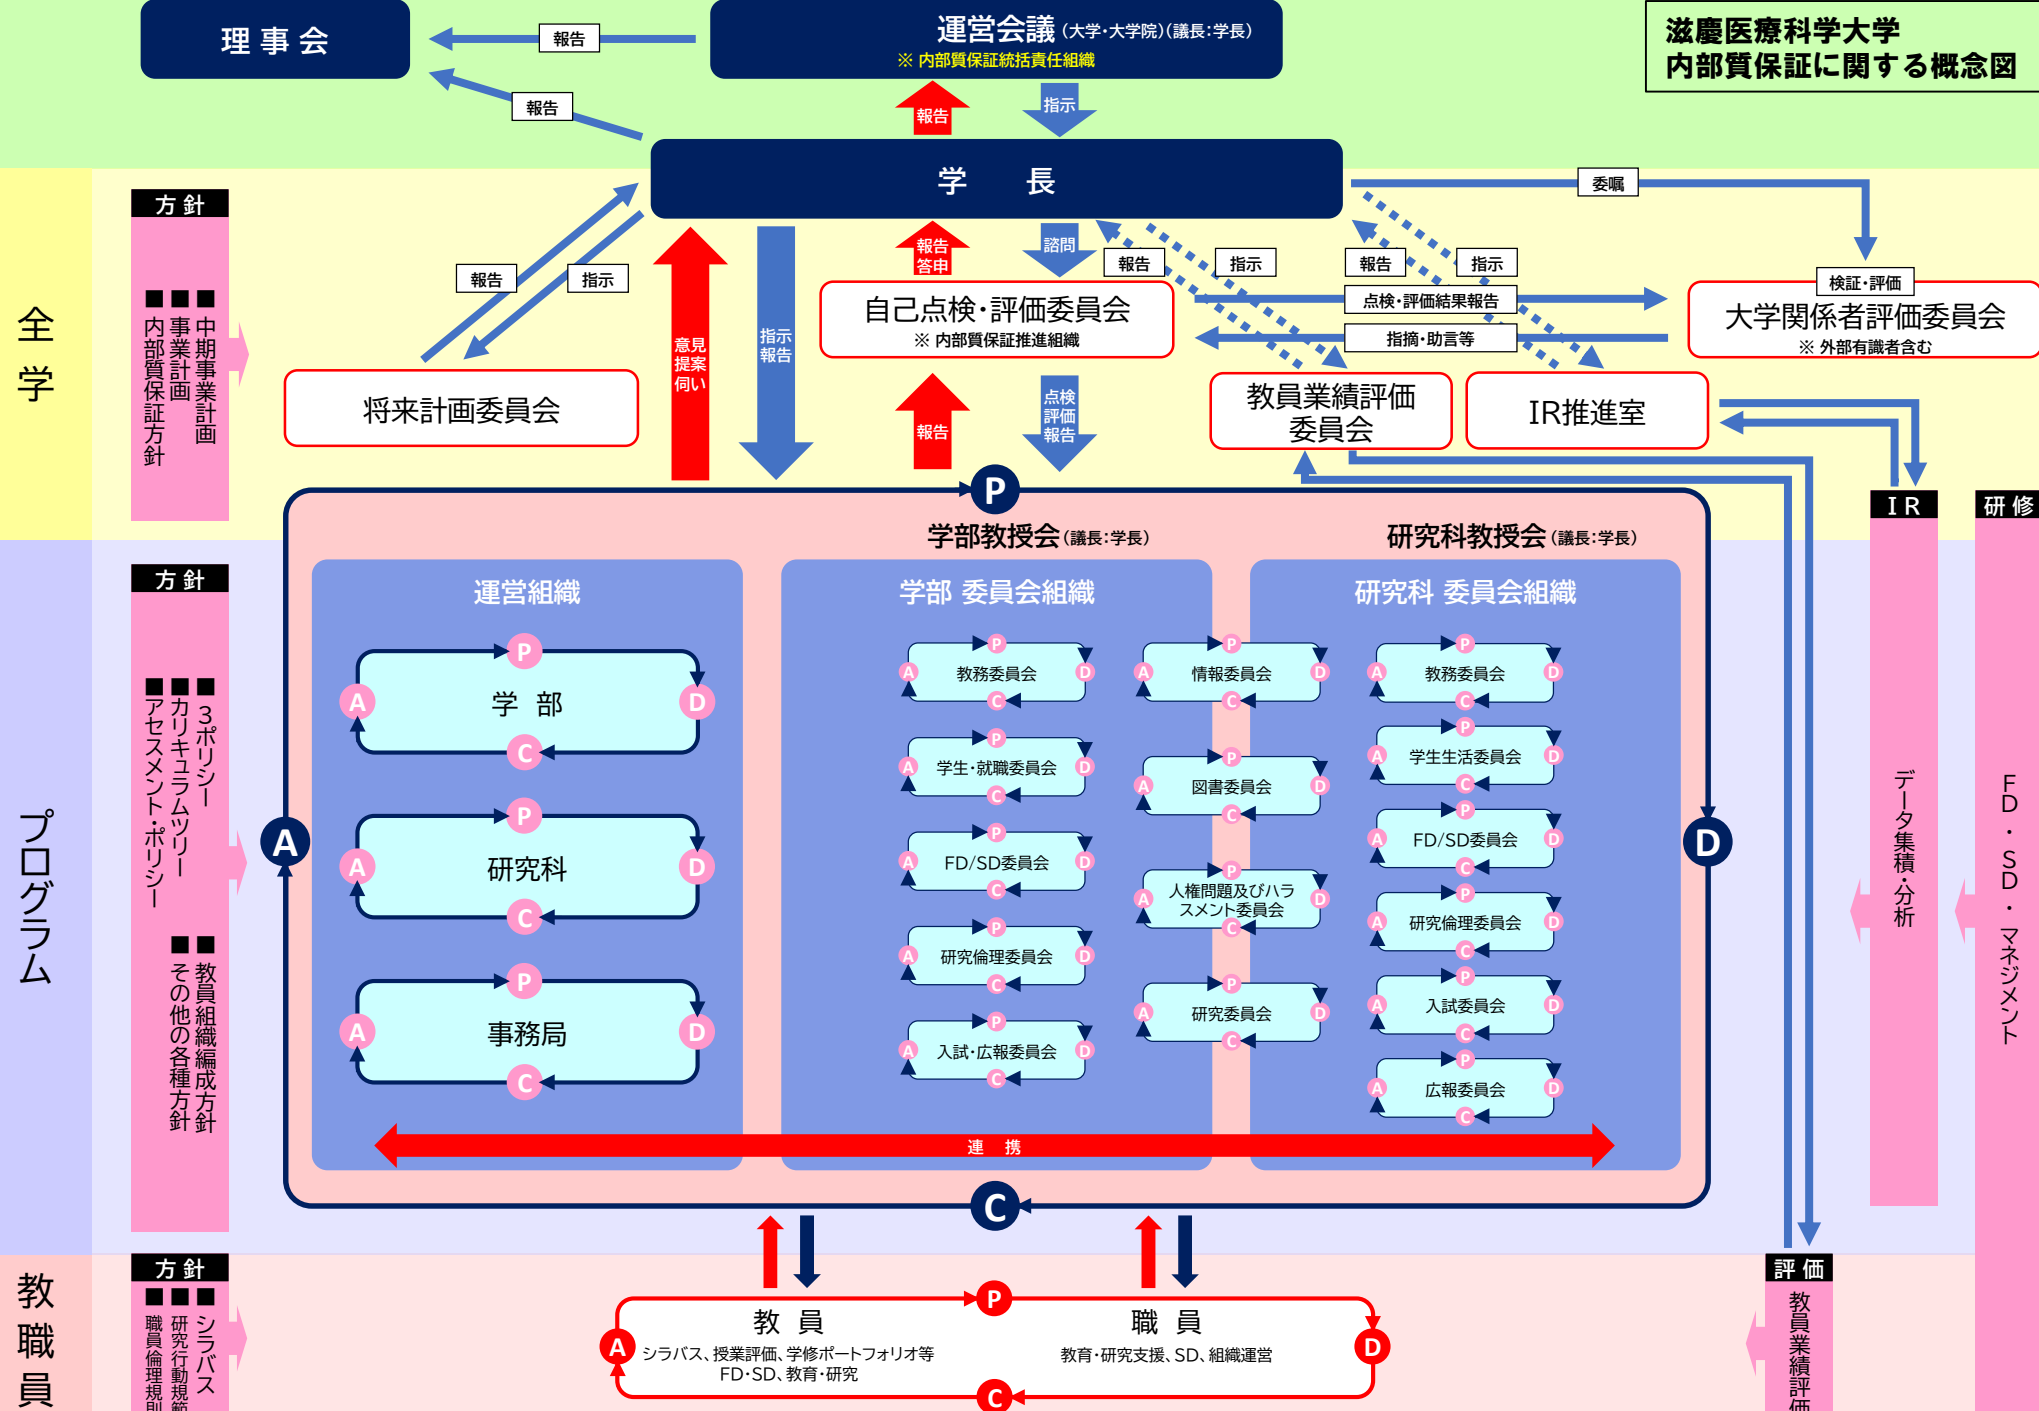 理事会
報告
運営会議（大学・大学院）（議長：学長）
※ 内部質保証統括責任組織
滋慶医療科学大学
内部質保証に関する概念図
報告
報告
指示
学　長
委嘱
全学
方針
■中期事業計画
■事業計画
■内部質保証方針
報告
指示
意見
提案
伺い
指示
報告
報告
答申
諮問
報告
指示
報告
指示
自己点検・評価委員会
※ 内部質保証推進組織
点検・評価結果報告
指摘・助言等
検証・評価
大学関係者評価委員会
※ 外部有識者含む
将来計画委員会
報告
点検
評価
報告
教員業績評価
委員会
IR推進室
P
IR
データ集積・分析
研修
FD・SD・マネジメント
プログラム
方針
■３ポリシー
■カリキュラムツリー
■アセスメント・ポリシー
■教員組織編成方針
■その他の各種方針
A
D
学部教授会（議長：学長）
研究科教授会（議長：学長）
運営組織
P
A
学 部
D
C
P
A
研究科
D
C
P
A
事務局
D
C
学部 委員会組織
P
A
教務委員会
D
C
P
A
学生・就職委員会
D
C
P
A
FD/SD委員会
D
C
P
A
研究倫理委員会
D
C
P
A
入試・広報委員会
D
C
P
A
情報委員会
D
C
P
A
図書委員会
D
C
P
A
人権問題及びハラ
スメント委員会
D
C
P
A
研究委員会
D
C
研究科 委員会組織
P
A
教務委員会
D
C
P
A
学生生活委員会
D
C
P
A
FD/SD委員会
D
C
P
A
研究倫理委員会
D
C
P
A
入試委員会
D
C
P
A
広報委員会
D
C
連 携
C
教職員
方針
■シラバス
■研究行動規範
■職員倫理規則
P
A
教 員
シラバス、授業評価、学修ポートフォリオ等
FD・SD、教育・研究
職 員
教育・研究支援、SD、組織運営
D
C
評価
教員業績評価